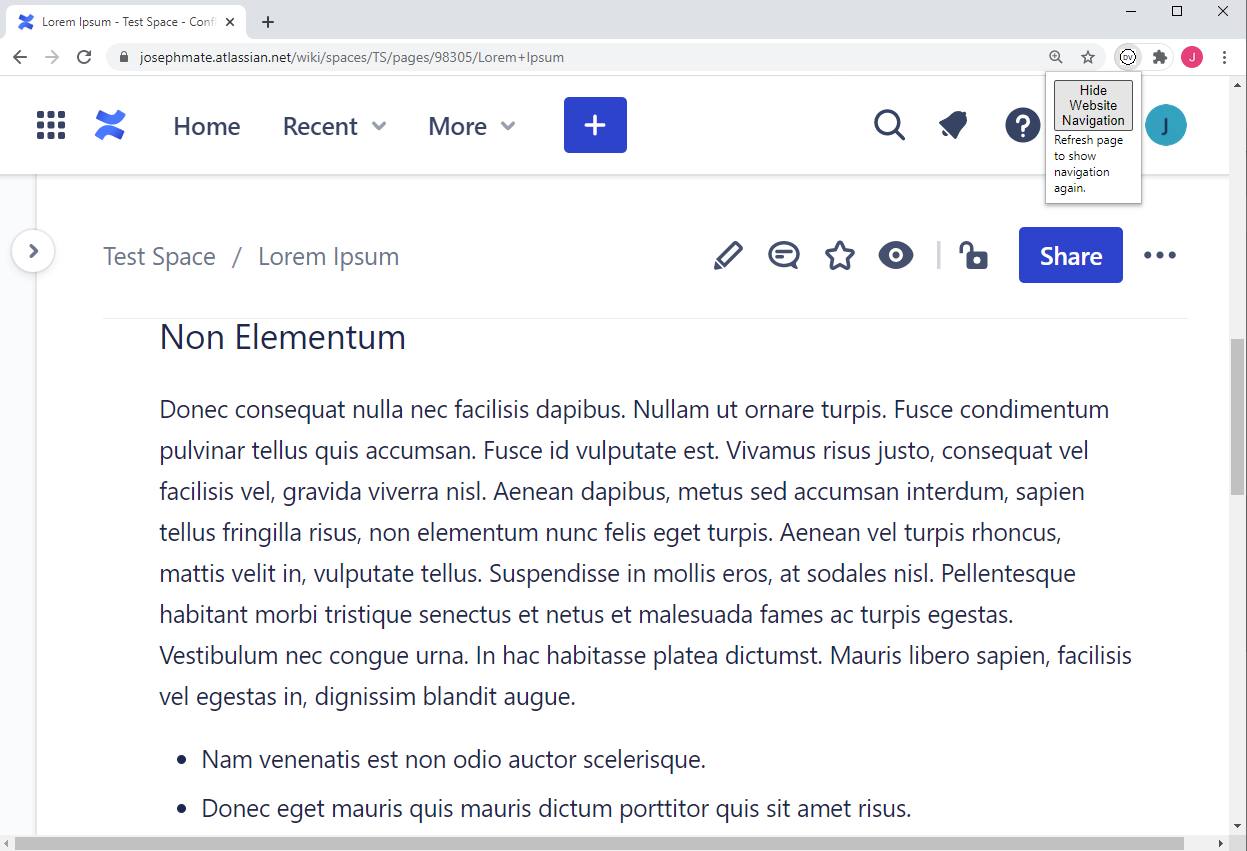 Lorem Ipsum - Test Space - Conf
josephmate.atlassian.net/wiki/spaces/TS/pages/98305/Lorem+Ipsum
DV
J
Hide
Website
Navigation
Refresh page
to show
navigation
again.
Home
Recent
More
+
?
J
Test Space / Lorem Ipsum
Share
Non Elementum
Donec consequat nulla nec facilisis dapibus. Nullam ut ornare turpis. Fusce condimentum
pulvinar tellus quis accumsan. Fusce id vulputate est. Vivamus risus justo, consequat vel
facilisis vel, gravida viverra nisl. Aenean dapibus, metus sed accumsan interdum, sapien
tellus fringilla risus, non elementum nunc felis eget turpis. Aenean vel turpis rhoncus,
mattis velit in, vulputate tellus. Suspendisse in mollis eros, at sodales nisl. Pellentesque
habitant morbi tristique senectus et netus et malesuada fames ac turpis egestas.
Vestibulum nec congue urna. In hac habitasse platea dictumst. Mauris libero sapien, facilisis
vel egestas in, dignissim blandit augue.
• Nam venenatis est non odio auctor scelerisque.
• Donec eget mauris quis mauris dictum porttitor quis sit amet risus.